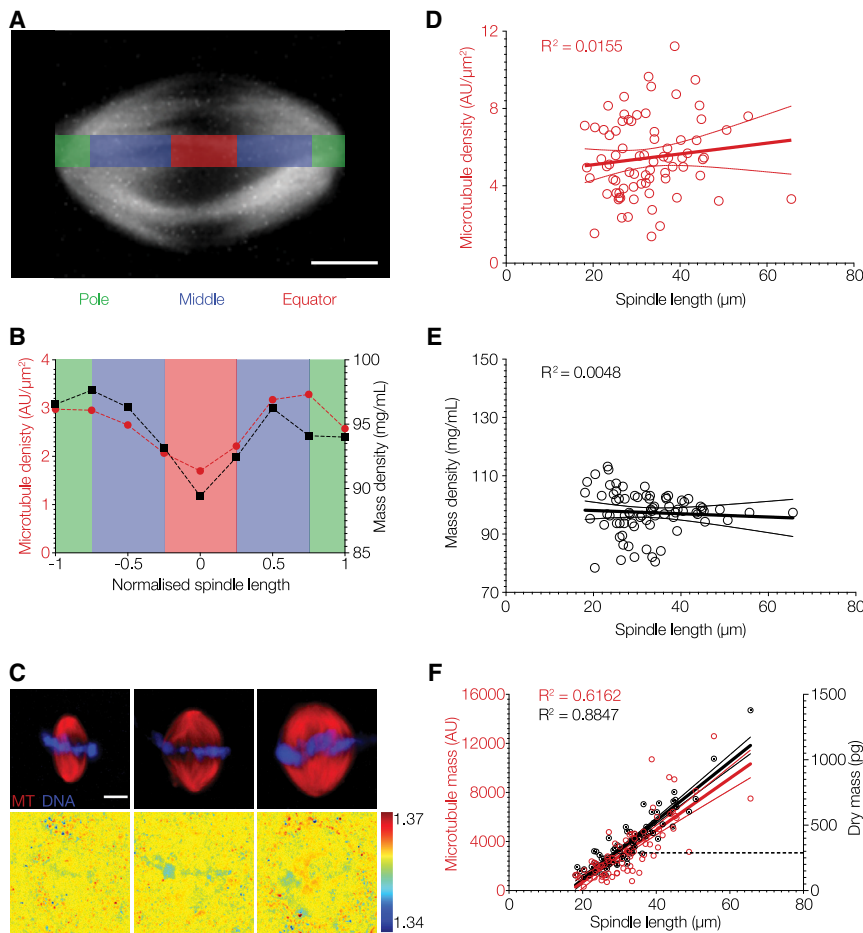 A
Pole Middle Equator
B
Microtubule denisty (AU/µm²)
4
3
2
1
0
100
95
90
85
Mass density (mg/mL)
-1 -0.5 0 0.5 1
Normalised spindle length
C
MT DNA
1.37
1.34
D
R² = 0.0155
Microtubule density (AU/µm²)
12
8
4
0
0 20 40 60 80
Spindle length (µm)
E
R² = 0.0048
Mass density (mg/mL)
150
130
110
90
70
0 20 40 60 80
Spindle length (µm)
F
R² = 0.6162
R² = 0.8847
Microtubule mass (AU)
16000
12000
8000
4000
0
1500
1000
500
0
Dry mass (pg)
0 20 40 60 80
Spindle length (µm)